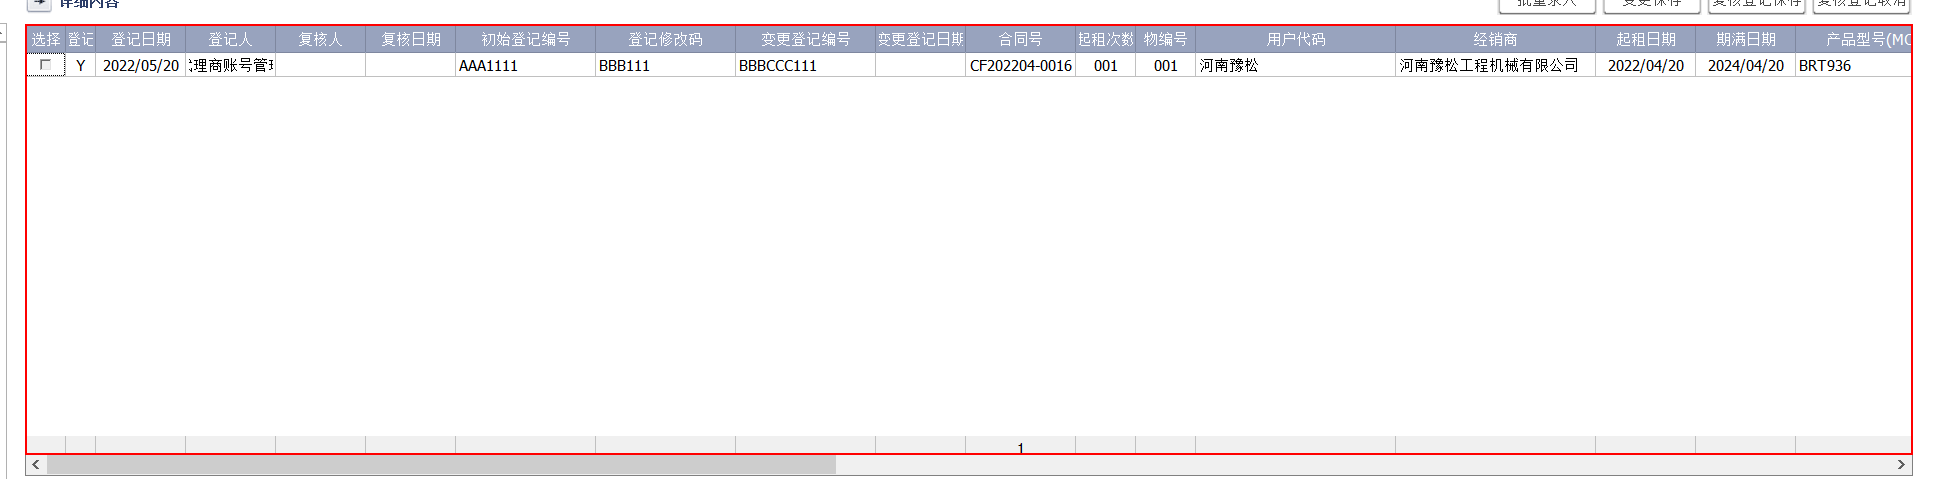 详细内容
批量录入 变更保存 复核登记保存 复核登记取消
选择 登记 登记日期 登记人 复核人 复核日期 初始登记编号 登记修改码 变更登记编号 变更登记日期 合同号 起租次数 物编号 用户代码 经销商 起租日期 期满日期 产品型号(MO
Y 2022/05/20 理商账号管理 AAA1111 BBB111 BBBCCC111 CF202204-0016 001 001 河南豫松 河南豫松工程机械有限公司 2022/04/20 2024/04/20 BRT936
1